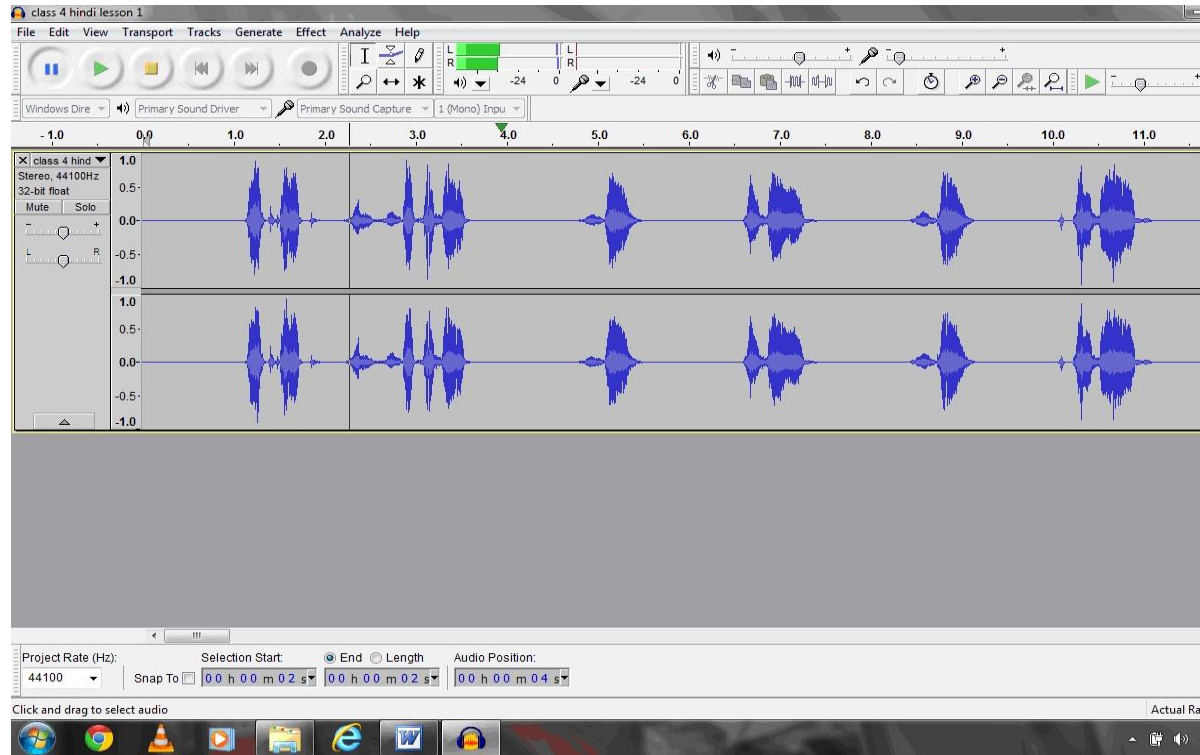 class 4 hindi lesson 1
File Edit View Transport Tracks Generate Effect Analyze Help
L
R
-24 0
L
R
-24 0
Windows Dire
Primary Sound Driver
Primary Sound Capture
1 (Mono) Inpu
- 1.0 0.0 1.0 2.0 3.0 4.0 5.0 6.0 7.0 8.0 9.0 10.0 11.0
class 4 hind
Stereo, 44100Hz
32-bit float
Mute Solo
- +
L R
1.0
0.5-
0.0-
-0.5-
-1.0
1.0
0.5-
0.0-
-0.5-
-1.0
Project Rate (Hz): Selection Start: End Length Audio Position:
44100 Snap To 00 h 00 m 02 s 00 h 00 m 02 s 00 h 00 m 04 s
Click and drag to select audio Actual Ra